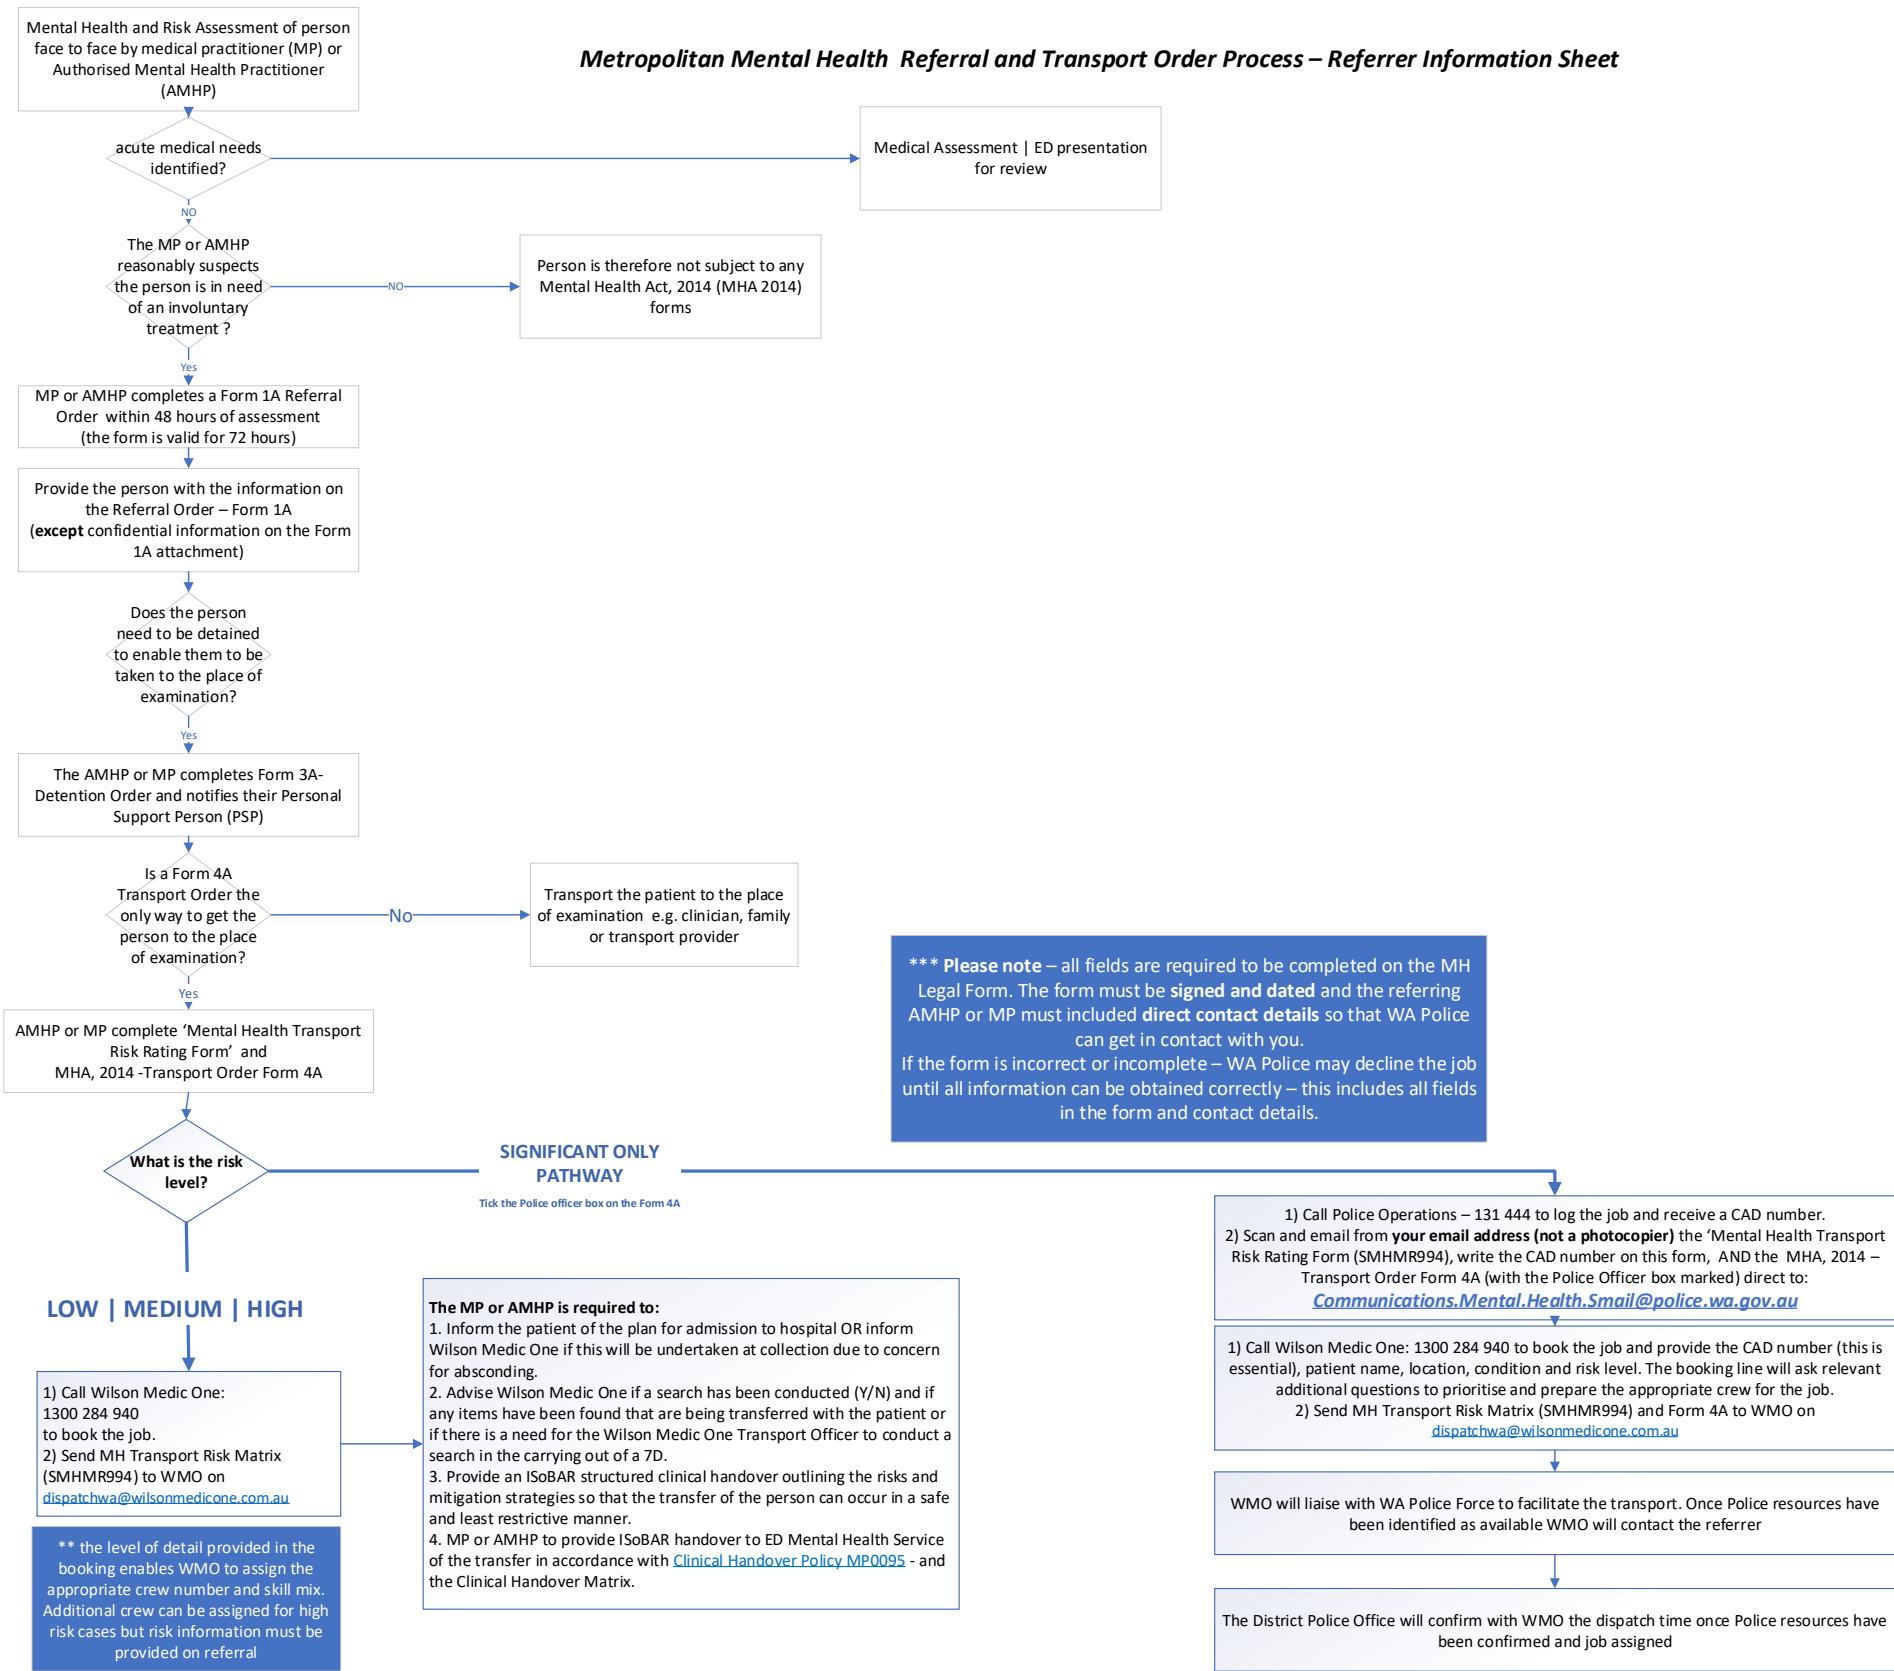 Metropolitan Mental Health Referral and Transport Order Process – Referrer Information Sheet
Mental Health and Risk Assessment of person
face to face by medical practitioner (MP) or
Authorised Mental Health Practitioner
(AMHP)
acute medical needs
identified?
Medical Assessment | ED presentation
for review
NO
The MP or AMHP
reasonably suspects
the person is in need
of an involuntary
treatment ?
NO
Person is therefore not subject to any
Mental Health Act, 2014 (MHA 2014)
forms
Yes
MP or AMHP completes a Form 1A Referral
Order within 48 hours of assessment
(the form is valid for 72 hours)
Provide the person with the information on
the Referral Order – Form 1A
(except confidential information on the Form
1A attachment)
Does the person
need to be detained
to enable them to be
taken to the place of
examination?
Yes
The AMHP or MP completes Form 3A-
Detention Order and notifies their Personal
Support Person (PSP)
Is a Form 4A
Transport Order the
only way to get the
person to the place
of examination?
No
Transport the patient to the place
of examination e.g. clinician, family
or transport provider
Yes
AMHP or MP complete ‘Mental Health Transport
Risk Rating Form’ and
MHA, 2014 -Transport Order Form 4A
*** Please note – all fields are required to be completed on the MH
Legal Form. The form must be signed and dated and the referring
AMHP or MP must included direct contact details so that WA Police
can get in contact with you.
If the form is incorrect or incomplete – WA Police may decline the job
until all information can be obtained correctly – this includes all fields
in the form and contact details.
What is the risk
level?
SIGNIFICANT ONLY
PATHWAY
Tick the Police officer box on the Form 4A
LOW | MEDIUM | HIGH
1) Call Wilson Medic One:
1300 284 940
to book the job.
2) Send MH Transport Risk Matrix
(SMHMR994) to WMO on
dispatchwa@wilsonmedicone.com.au
** the level of detail provided in the
booking enables WMO to assign the
appropriate crew number and skill mix.
Additional crew can be assigned for high
risk cases but risk information must be
provided on referral
The MP or AMHP is required to:
1. Inform the patient of the plan for admission to hospital OR inform
Wilson Medic One if this will be undertaken at collection due to concern
for absconding.
2. Advise Wilson Medic One if a search has been conducted (Y/N) and if
any items have been found that are being transferred with the patient or
if there is a need for the Wilson Medic One Transport Officer to conduct a
search in the carrying out of a 7D.
3. Provide an ISoBAR structured clinical handover outlining the risks and
mitigation strategies so that the transfer of the person can occur in a safe
and least restrictive manner.
4. MP or AMHP to provide ISoBAR handover to ED Mental Health Service
of the transfer in accordance with Clinical Handover Policy MP0095 - and
the Clinical Handover Matrix.
1) Call Police Operations – 131 444 to log the job and receive a CAD number.
2) Scan and email from your email address (not a photocopier) the ‘Mental Health Transport
Risk Rating Form (SMHMR994), write the CAD number on this form, AND the MHA, 2014 –
Transport Order Form 4A (with the Police Officer box marked) direct to:
Communications.Mental.Health.Smail@police.wa.gov.au
1) Call Wilson Medic One: 1300 284 940 to book the job and provide the CAD number (this is
essential), patient name, location, condition and risk level. The booking line will ask relevant
additional questions to prioritise and prepare the appropriate crew for the job.
2) Send MH Transport Risk Matrix (SMHMR994) and Form 4A to WMO on
dispatchwa@wilsonmedicone.com.au
WMO will liaise with WA Police Force to facilitate the transport. Once Police resources have
been identified as available WMO will contact the referrer
The District Police Office will confirm with WMO the dispatch time once Police resources have
been confirmed and job assigned